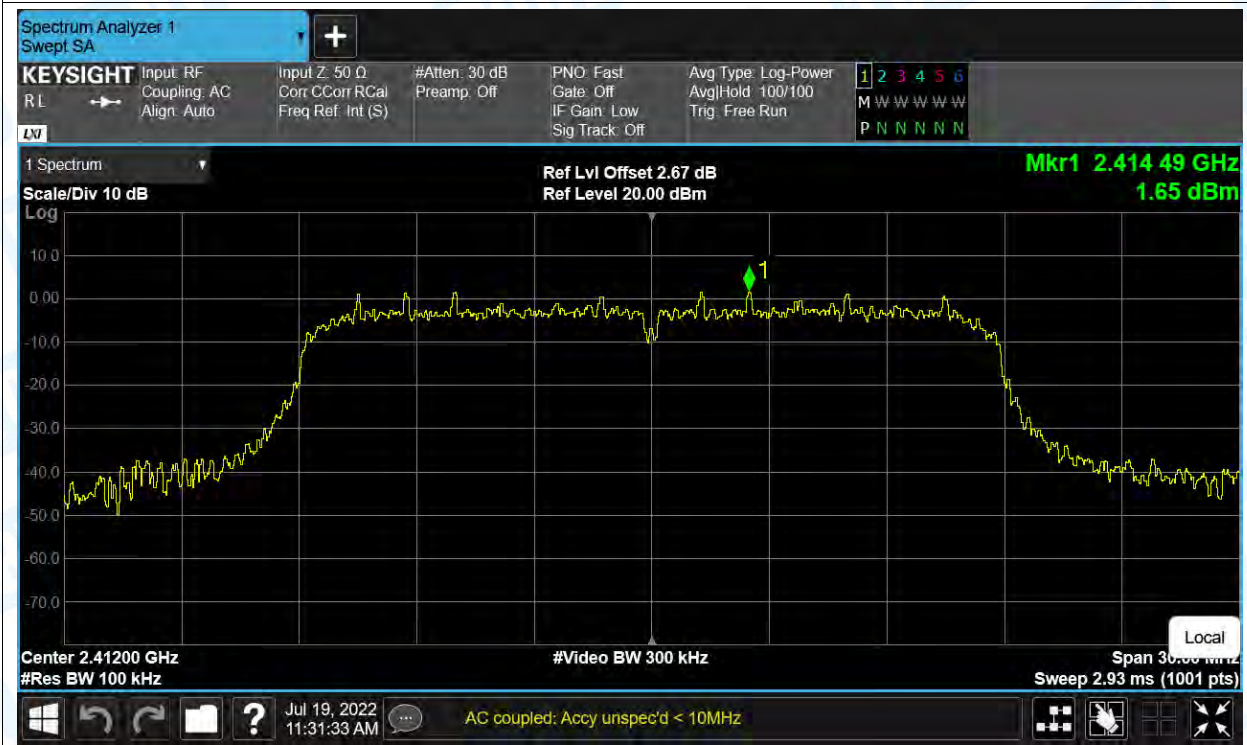 Spectrum Analyzer 1
Swept SA
+
KEYSIGHT
R L
LXI
Input: RF
Coupling: AC
Align: Auto
Input Z: 50 Ω
Corr CCorr RCal
Freq Ref: Int (S)
#Atten: 30 dB
Preamp: Off
PNO: Fast
Gate: Off
IF Gain: Low
Sig Track: Off
Avg Type: Log-Power
Avg|Hold: 100/100
Trig: Free Run
1 2 3 4 5 6
M W W W W W
P N N N N N
1 Spectrum
Scale/Div 10 dB
Log
Ref Lvl Offset 2.67 dB
Ref Level 20.00 dBm
Mkr1 2.414 49 GHz
1.65 dBm
1
10.0
0.00
-10.0
-20.0
-30.0
-40.0
-50.0
-60.0
-70.0
Local
Center 2.41200 GHz
#Res BW 100 kHz
#Video BW 300 kHz
Span 30.00 MHz
Sweep 2.93 ms (1001 pts)
?
Jul 19, 2022
11:31:33 AM
AC coupled: Accy unspec'd < 10MHz